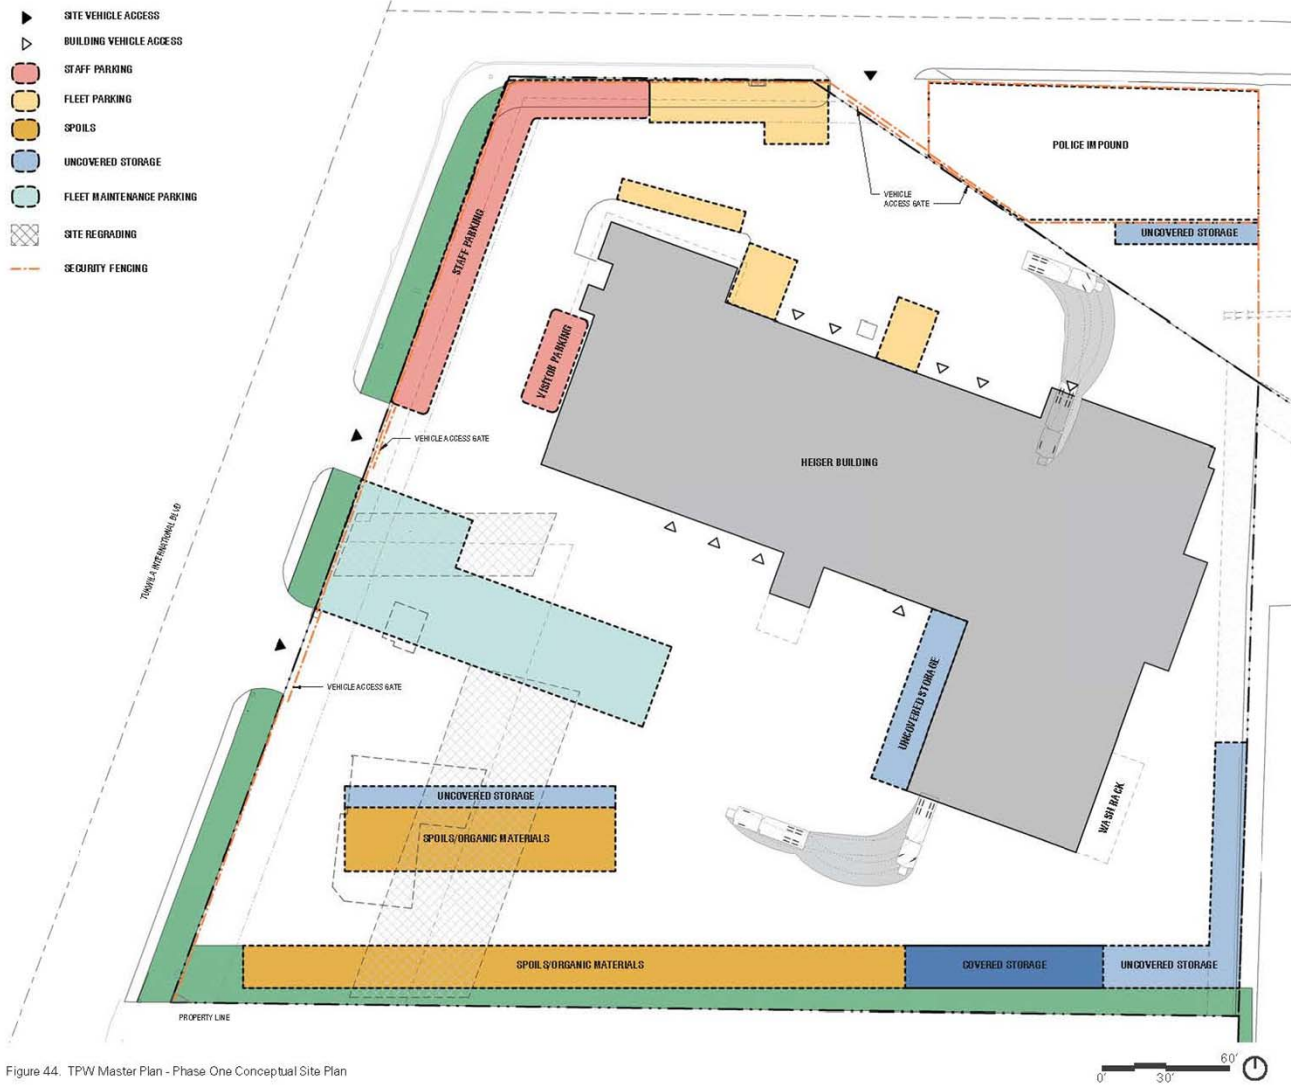 SITE VEHICLE ACCESS
BUILDING VEHICLE ACCESS
STAFF PARKING
FLEET PARKING
SPOILS
UNCOVERED STORAGE
FLEET MAINTENANCE PARKING
SITE REGRADING
SECURITY FENCING
POLICE IMPOUND
VEHICLE
ACCESS GATE
UNCOVERED STORAGE
STAFF PARKING
VISITOR PARKING
VEHICLE ACCESS GATE
HEISER BUILDING
TUKWILA INTERNATIONAL BLVD
VEHICLE ACCESS GATE
UNCOVERED STORAGE
UNCOVERED STORAGE
SPOILS/ORGANIC MATERIALS
WASH RACK
SPOILS/ORGANIC MATERIALS
COVERED STORAGE
UNCOVERED STORAGE
PROPERTY LINE
Figure 44. TPW Master Plan - Phase One Conceptual Site Plan
0' 30' 60'